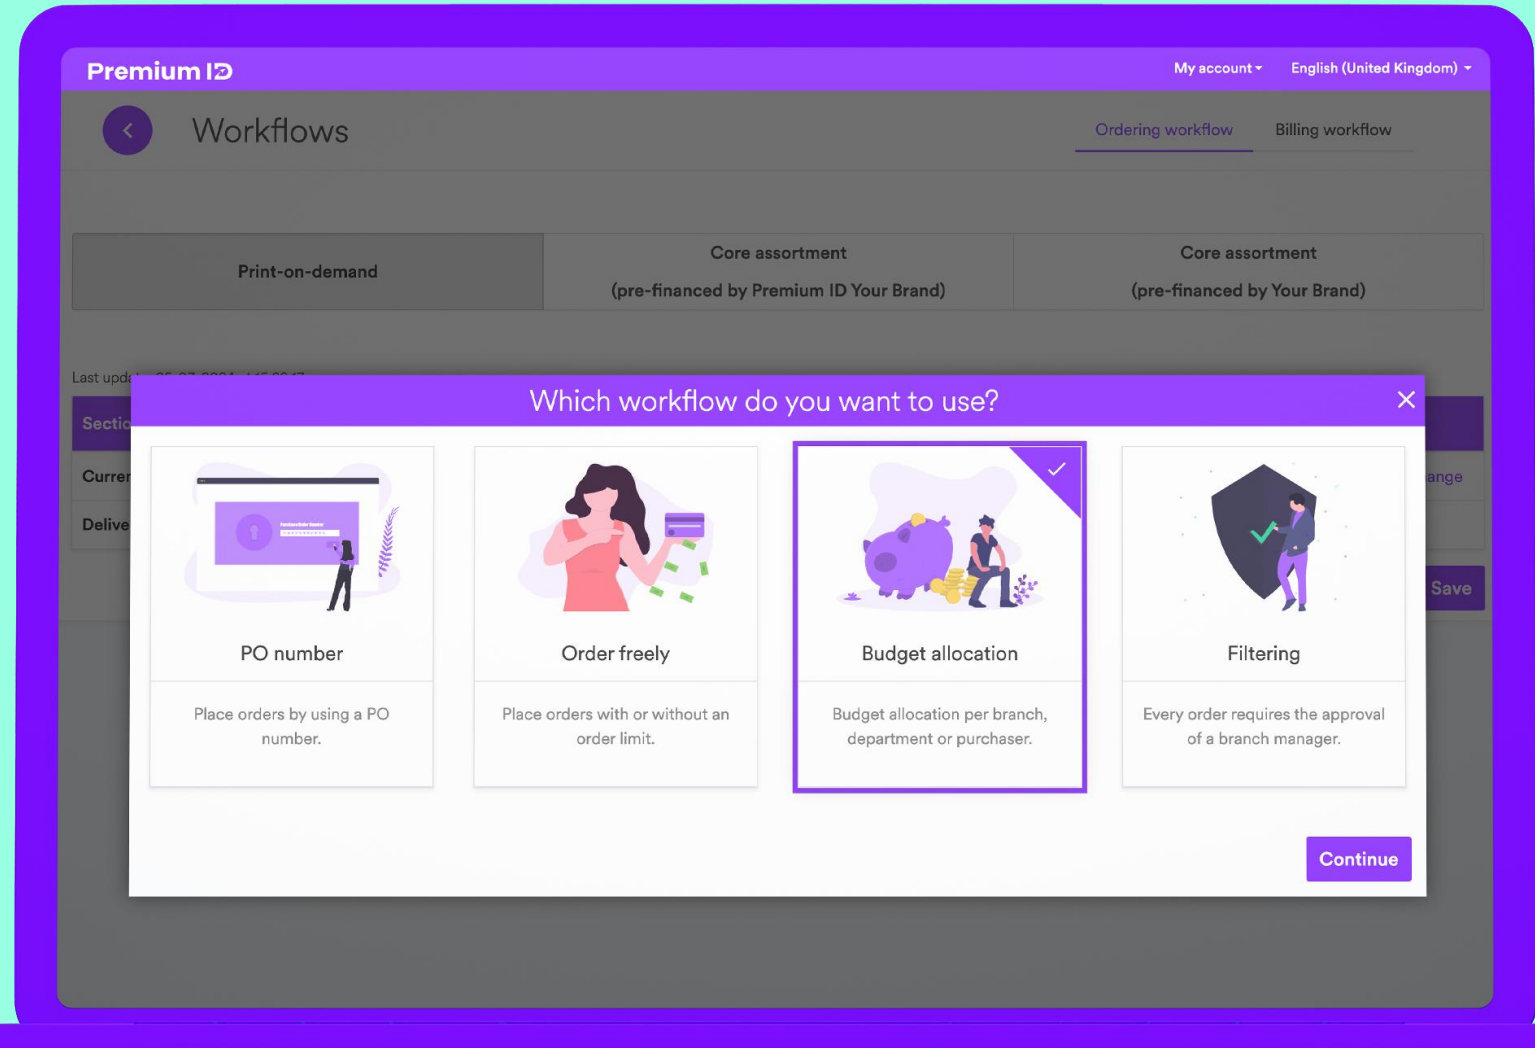 Premium ID
My account
English (United Kingdom)
Workflows
Ordering workflow
Billing workflow
Print-on-demand
Core assortment
(pre-financed by Premium ID Your Brand)
Core assortment
(pre-financed by Your Brand)
Last
Which workflow do you want to use?
Save
PO number
Place orders by using a PO
number.
Order freely
Place orders with or without an
order limit.
Budget allocation
Budget allocation per branch,
department or purchaser.
Filtering
Every order requires the approval
of a branch manager.
Continue